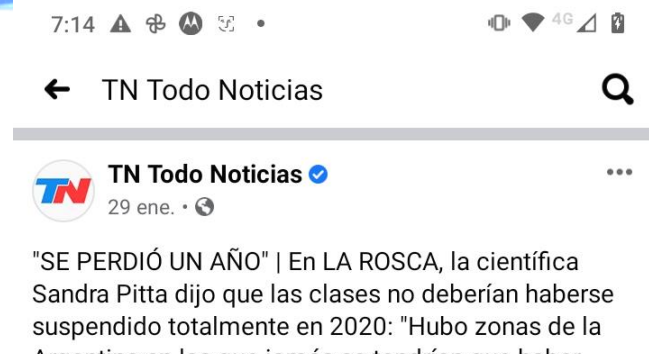 7:14
4G
TN Todo Noticias
TN
TN Todo Noticias
29 ene. •
"SE PERDIÓ UN AÑO" | En LA ROSCA, la científica
Sandra Pitta dijo que las clases no deberían haberse
suspendido totalmente en 2020: "Hubo zonas de la